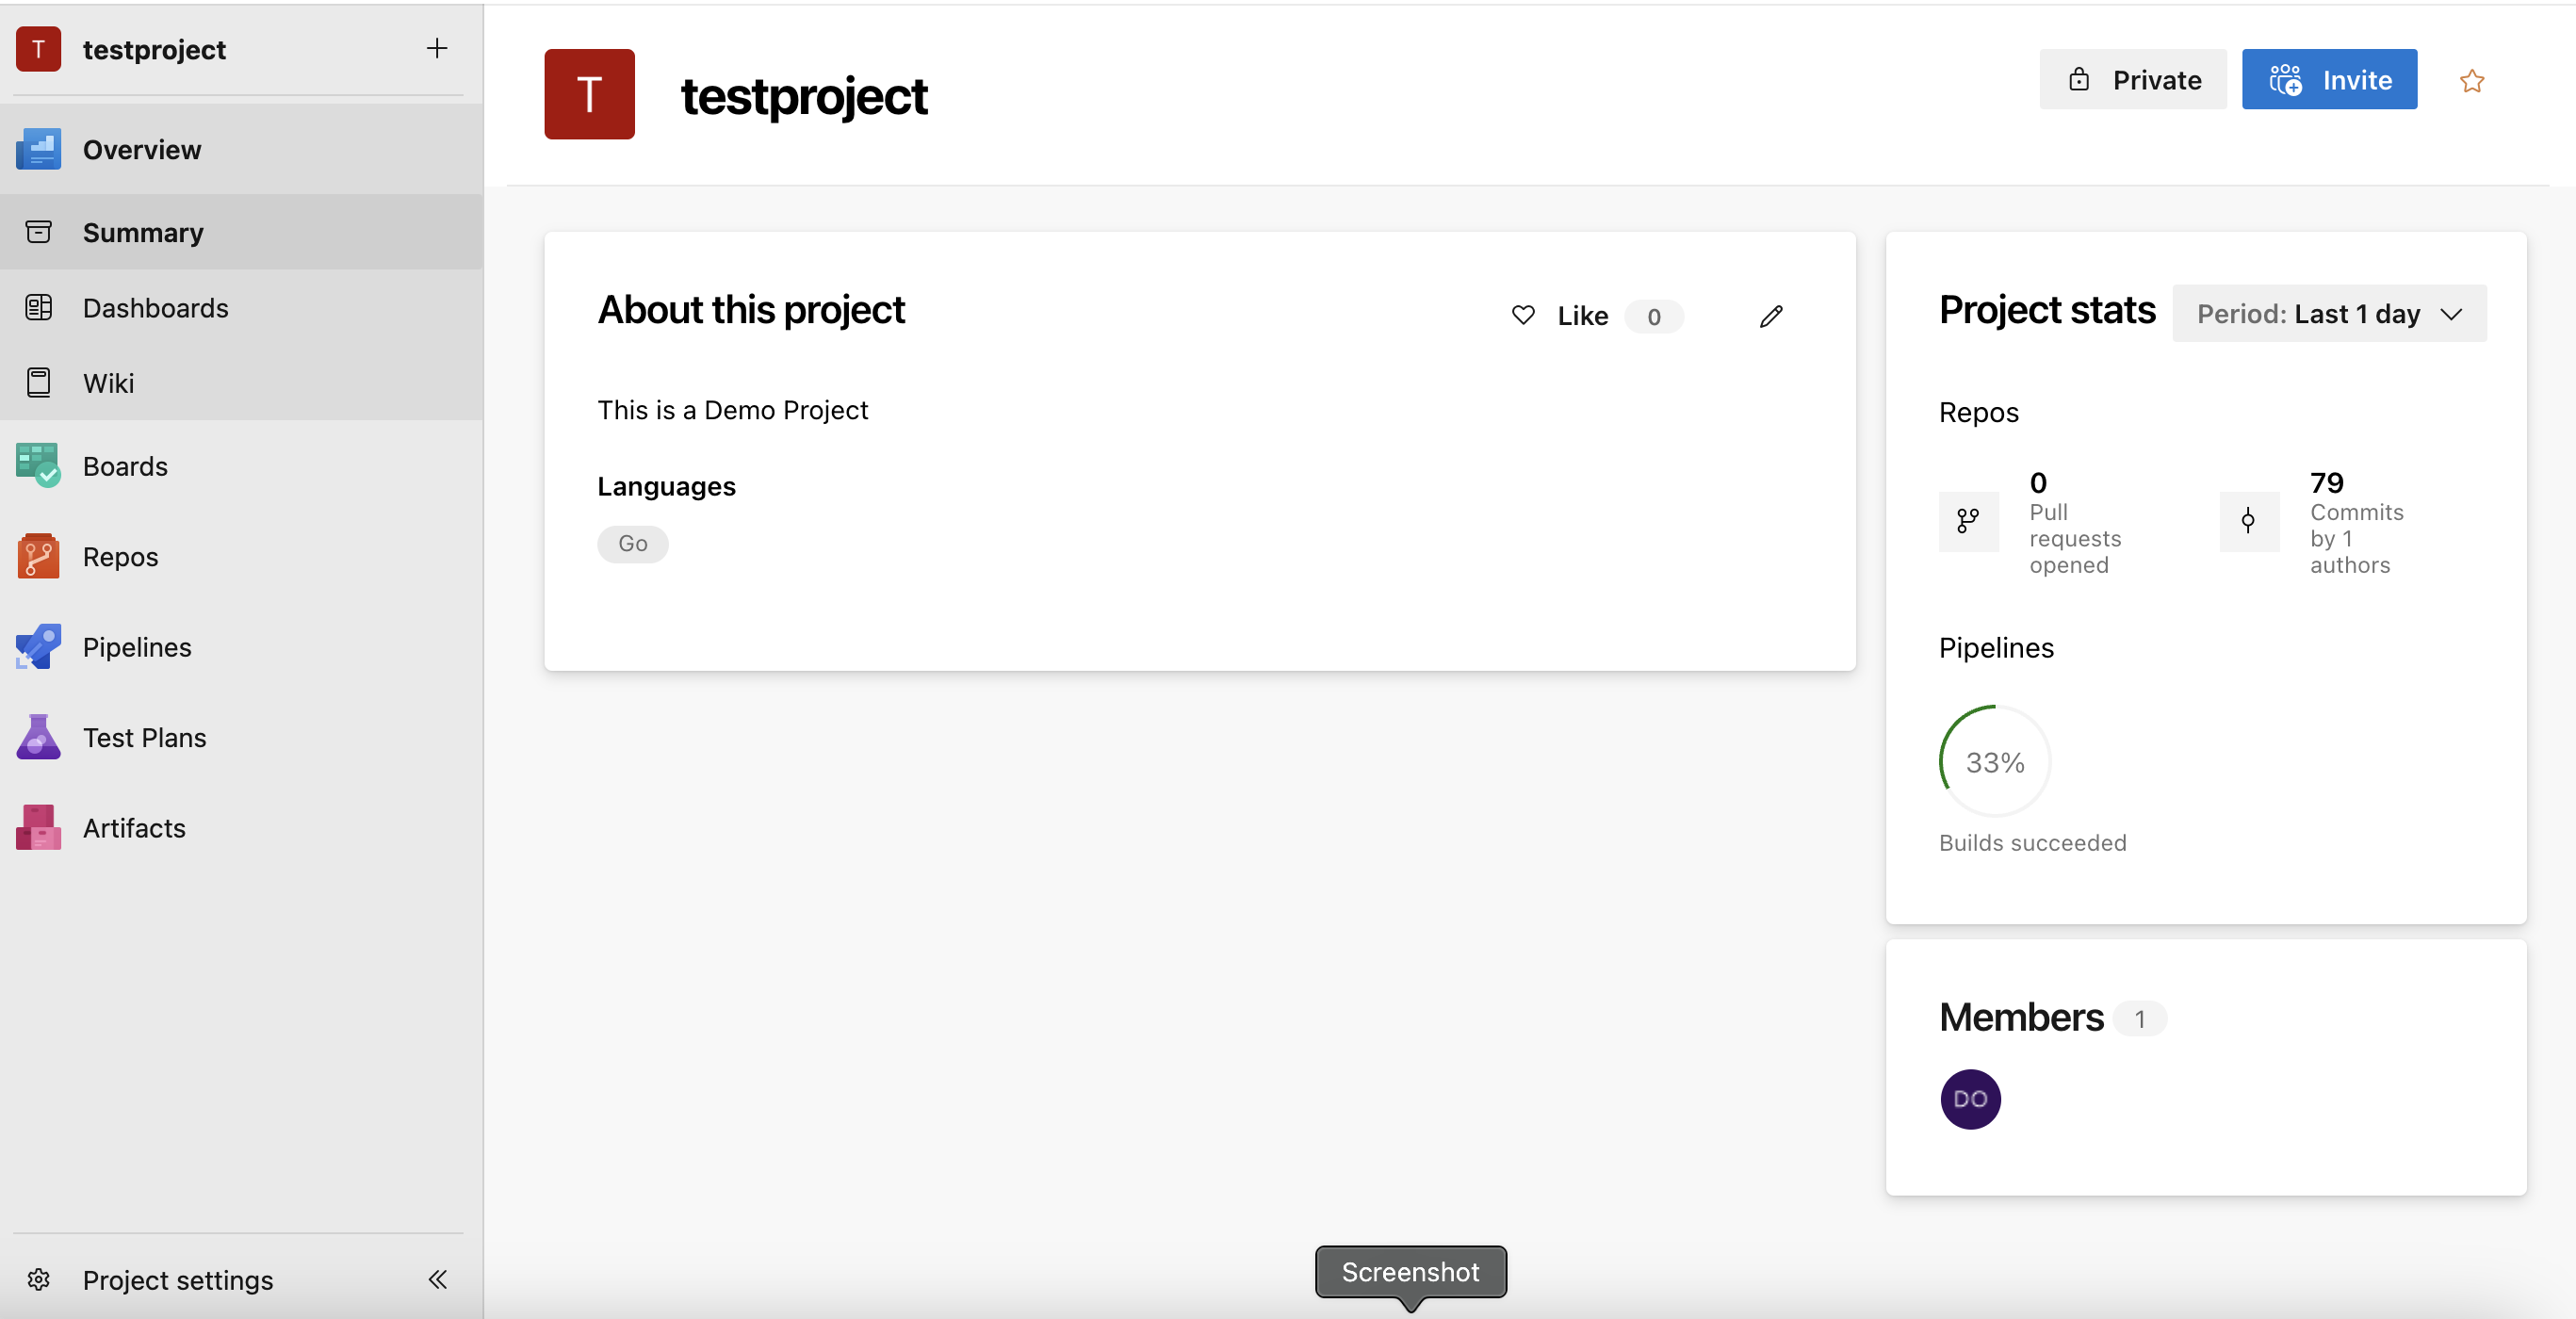 T testproject
Overview
Summary
Dashboards
Wiki
Boards
Repos
Pipelines
Test Plans
Artifacts
Project settings
T testproject
Private
Invite
About this project
Like 0
This is a Demo Project
Languages
Go
Project stats
Period: Last 1 day
Repos
0
Pull
requests
opened
79
Commits
by 1
authors
Pipelines
33%
Builds succeeded
Members 1
DO
Screenshot